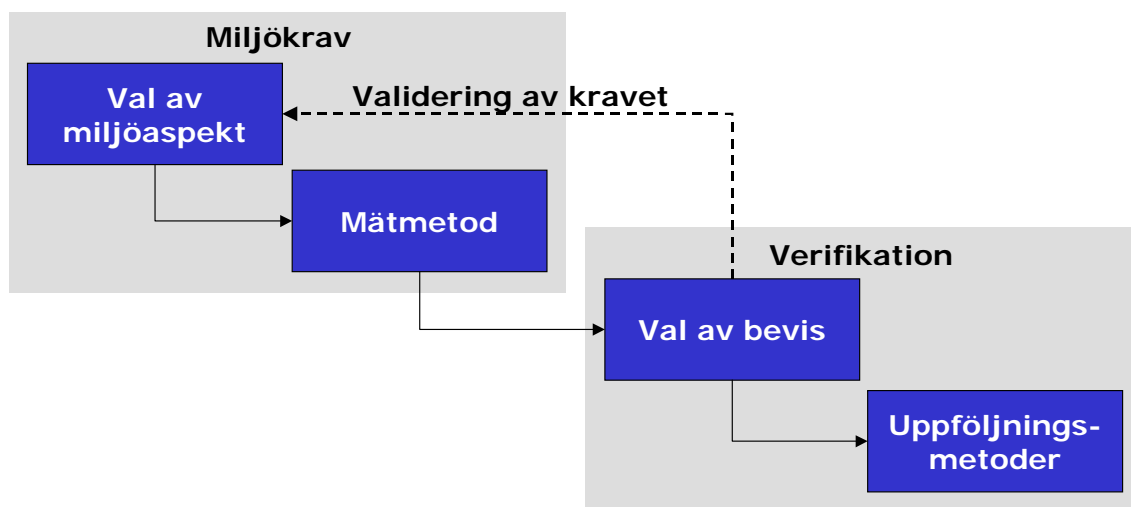 Miljökrav
Val av
miljöaspekt
Validering av kravet
Mätmetod
Verifikation
Val av bevis
Uppföljnings-
metoder